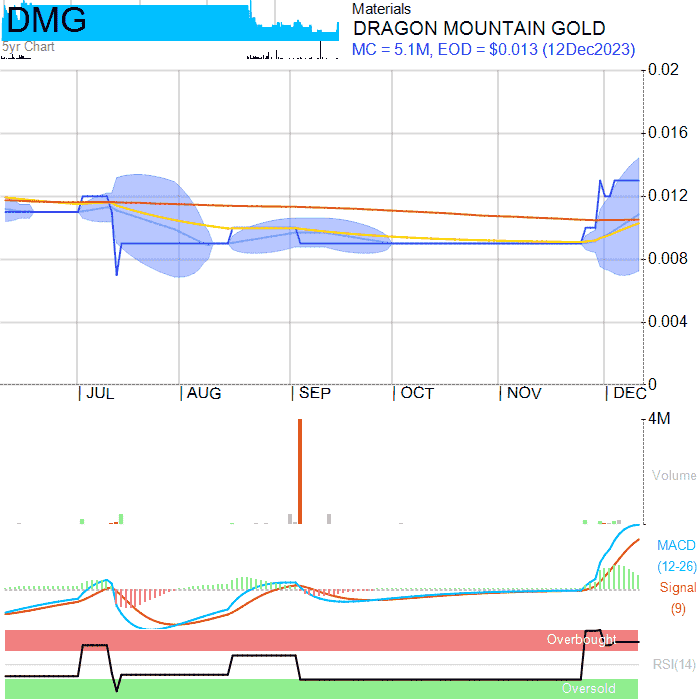 DMG
5yr Chart
Materials
DRAGON MOUNTAIN GOLD
MC = 5.1M, EOD = $0.013 (12Dec2023)
0.02
0.016
0.012
0.008
0.004
0
JUL
AUG
SEP
OCT
NOV
DEC
4M
Volume
MACD
(12-26)
Signal
(9)
Overbought
RSI(14)
Oversold